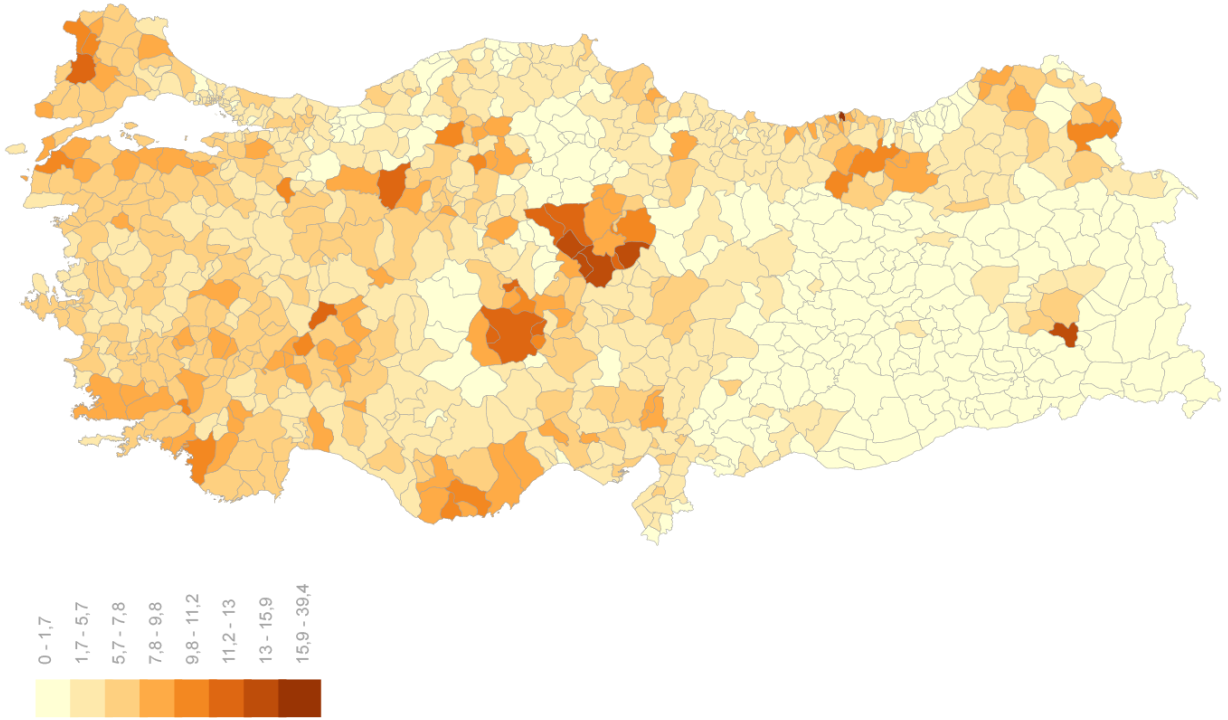 0 - 1,7
1,7 - 5,7
5,7 - 7,8
7,8 - 9,8
9,8 - 11,2
11,2 - 13
13 - 15,9
15,9 - 39,4